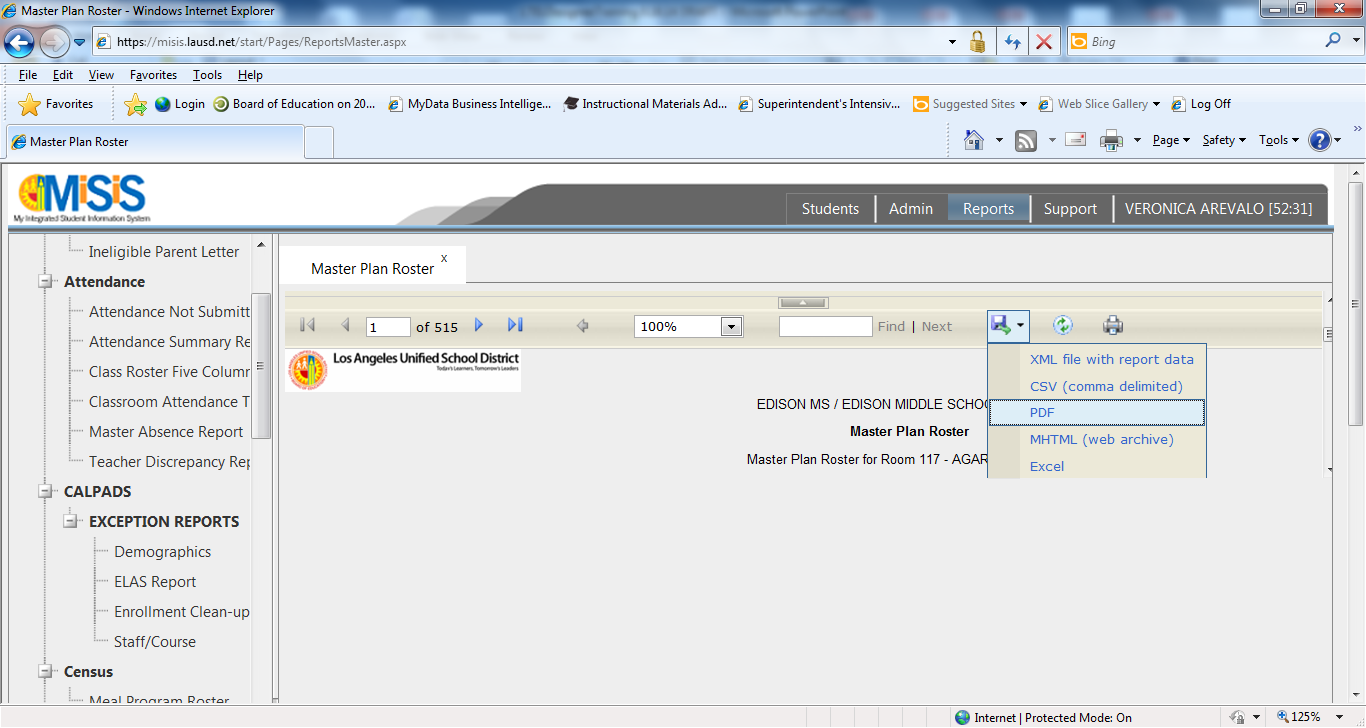 Master Plan Roster - Windows Internet Explorer
https://misis.lausd.net/start/Pages/ReportsMaster.aspx
Bing
File Edit View Favorites Tools Help
Favorites Login Board of Education on 20... MyData Business Intellige... Instructional Materials Ad... Superintendent's Intensiv... Suggested Sites Web Slice Gallery Log Off
Master Plan Roster
Page Safety Tools
MiSiS
My Integrated Student Information System
Students Admin Reports Support VERONICA AREVALO [52:31]
Ineligible Parent Letter
Attendance
Attendance Not Submitt
Attendance Summary Re
Class Roster Five Column
Classroom Attendance T
Master Absence Report
Teacher Discrepancy Rep
CALPADS
EXCEPTION REPORTS
Demographics
ELAS Report
Enrollment Clean-up
Staff/Course
Census
Meal Program Roster
Master Plan Roster x
1 of 515 100% Find | Next
Los Angeles Unified School District
Today's Learners, Tomorrow's Leaders
EDISON MS / EDISON MIDDLE SCHO
Master Plan Roster
Master Plan Roster for Room 117 - AGAR
XML file with report data
CSV (comma delimited)
PDF
MHTML (web archive)
Excel
Internet | Protected Mode: On 125%